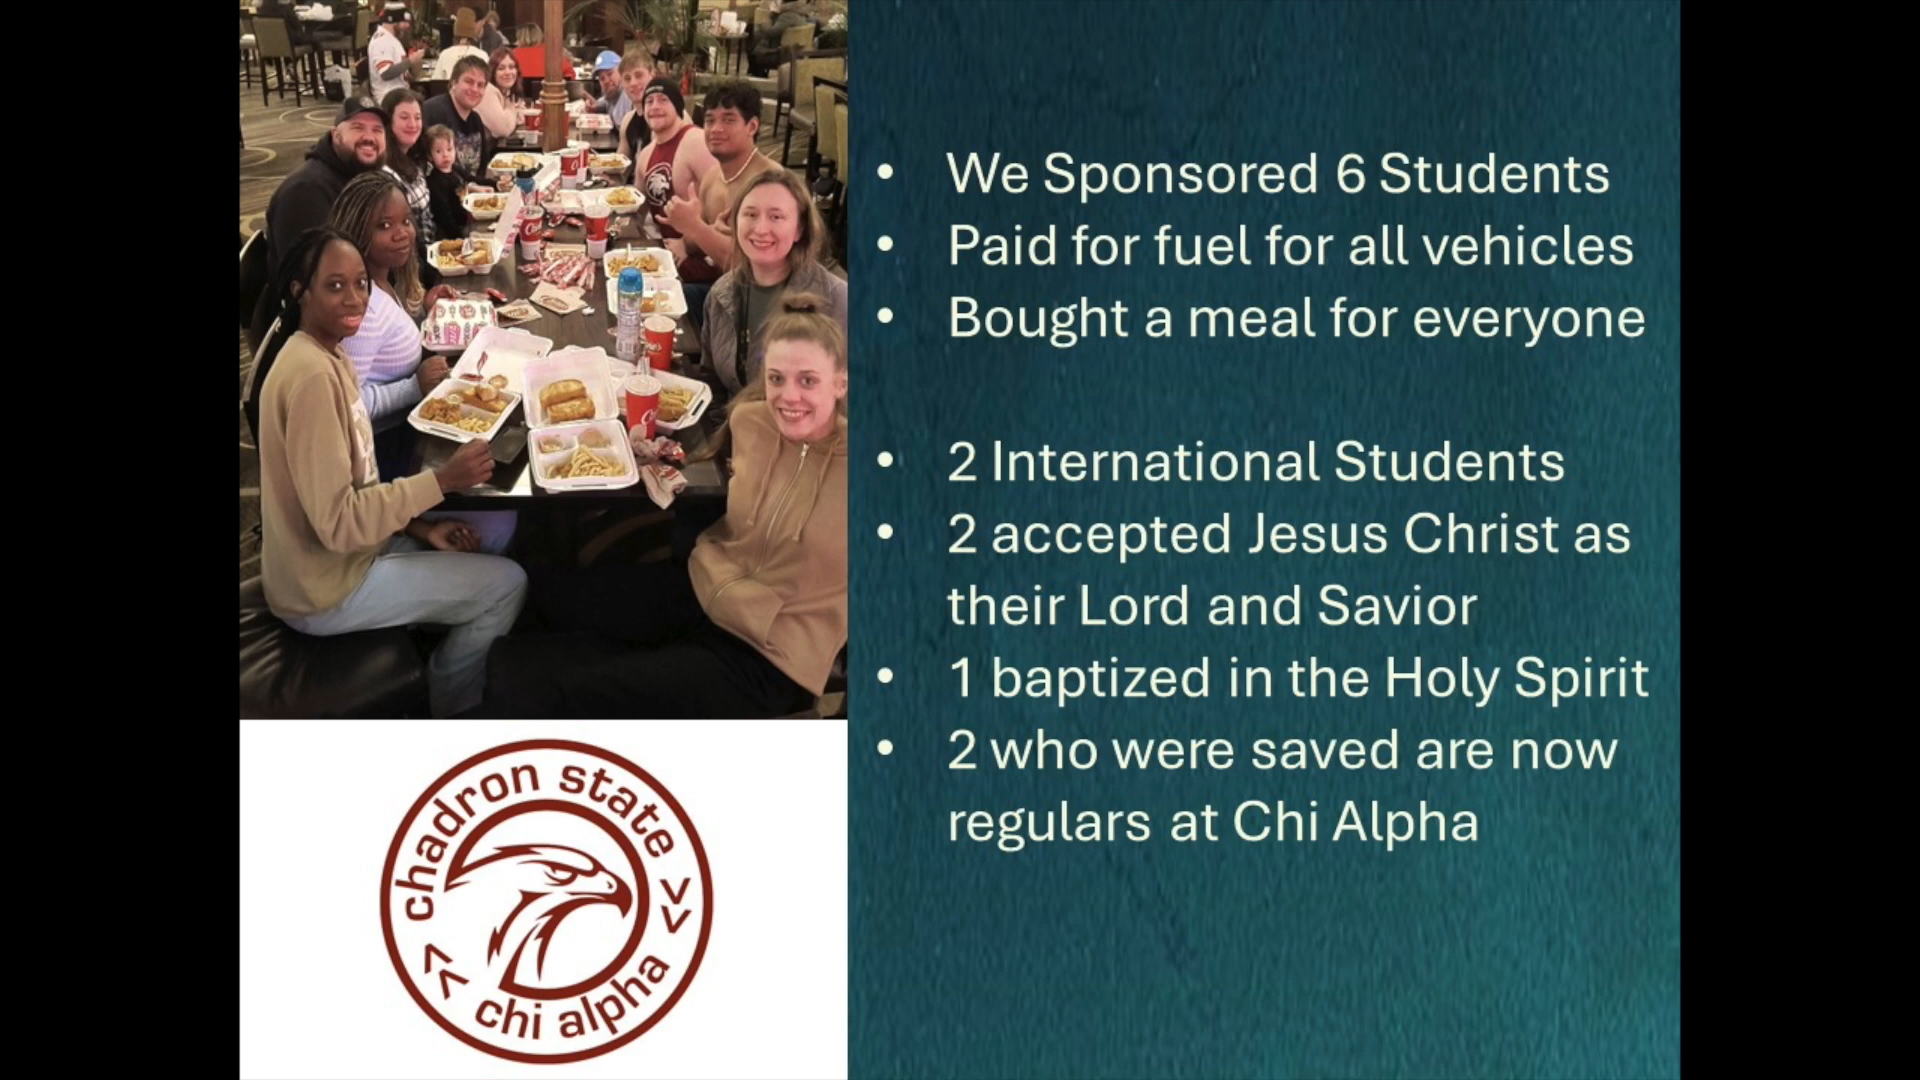 • We Sponsored 6 Students
• Paid for fuel for all vehicles
• Bought a meal for everyone
• 2 International Students
• 2 accepted Jesus Christ as
their Lord and Savior
• 1 baptized in the Holy Spirit
• 2 who were saved are now
regulars at Chi Alpha
chadron state
chi alpha